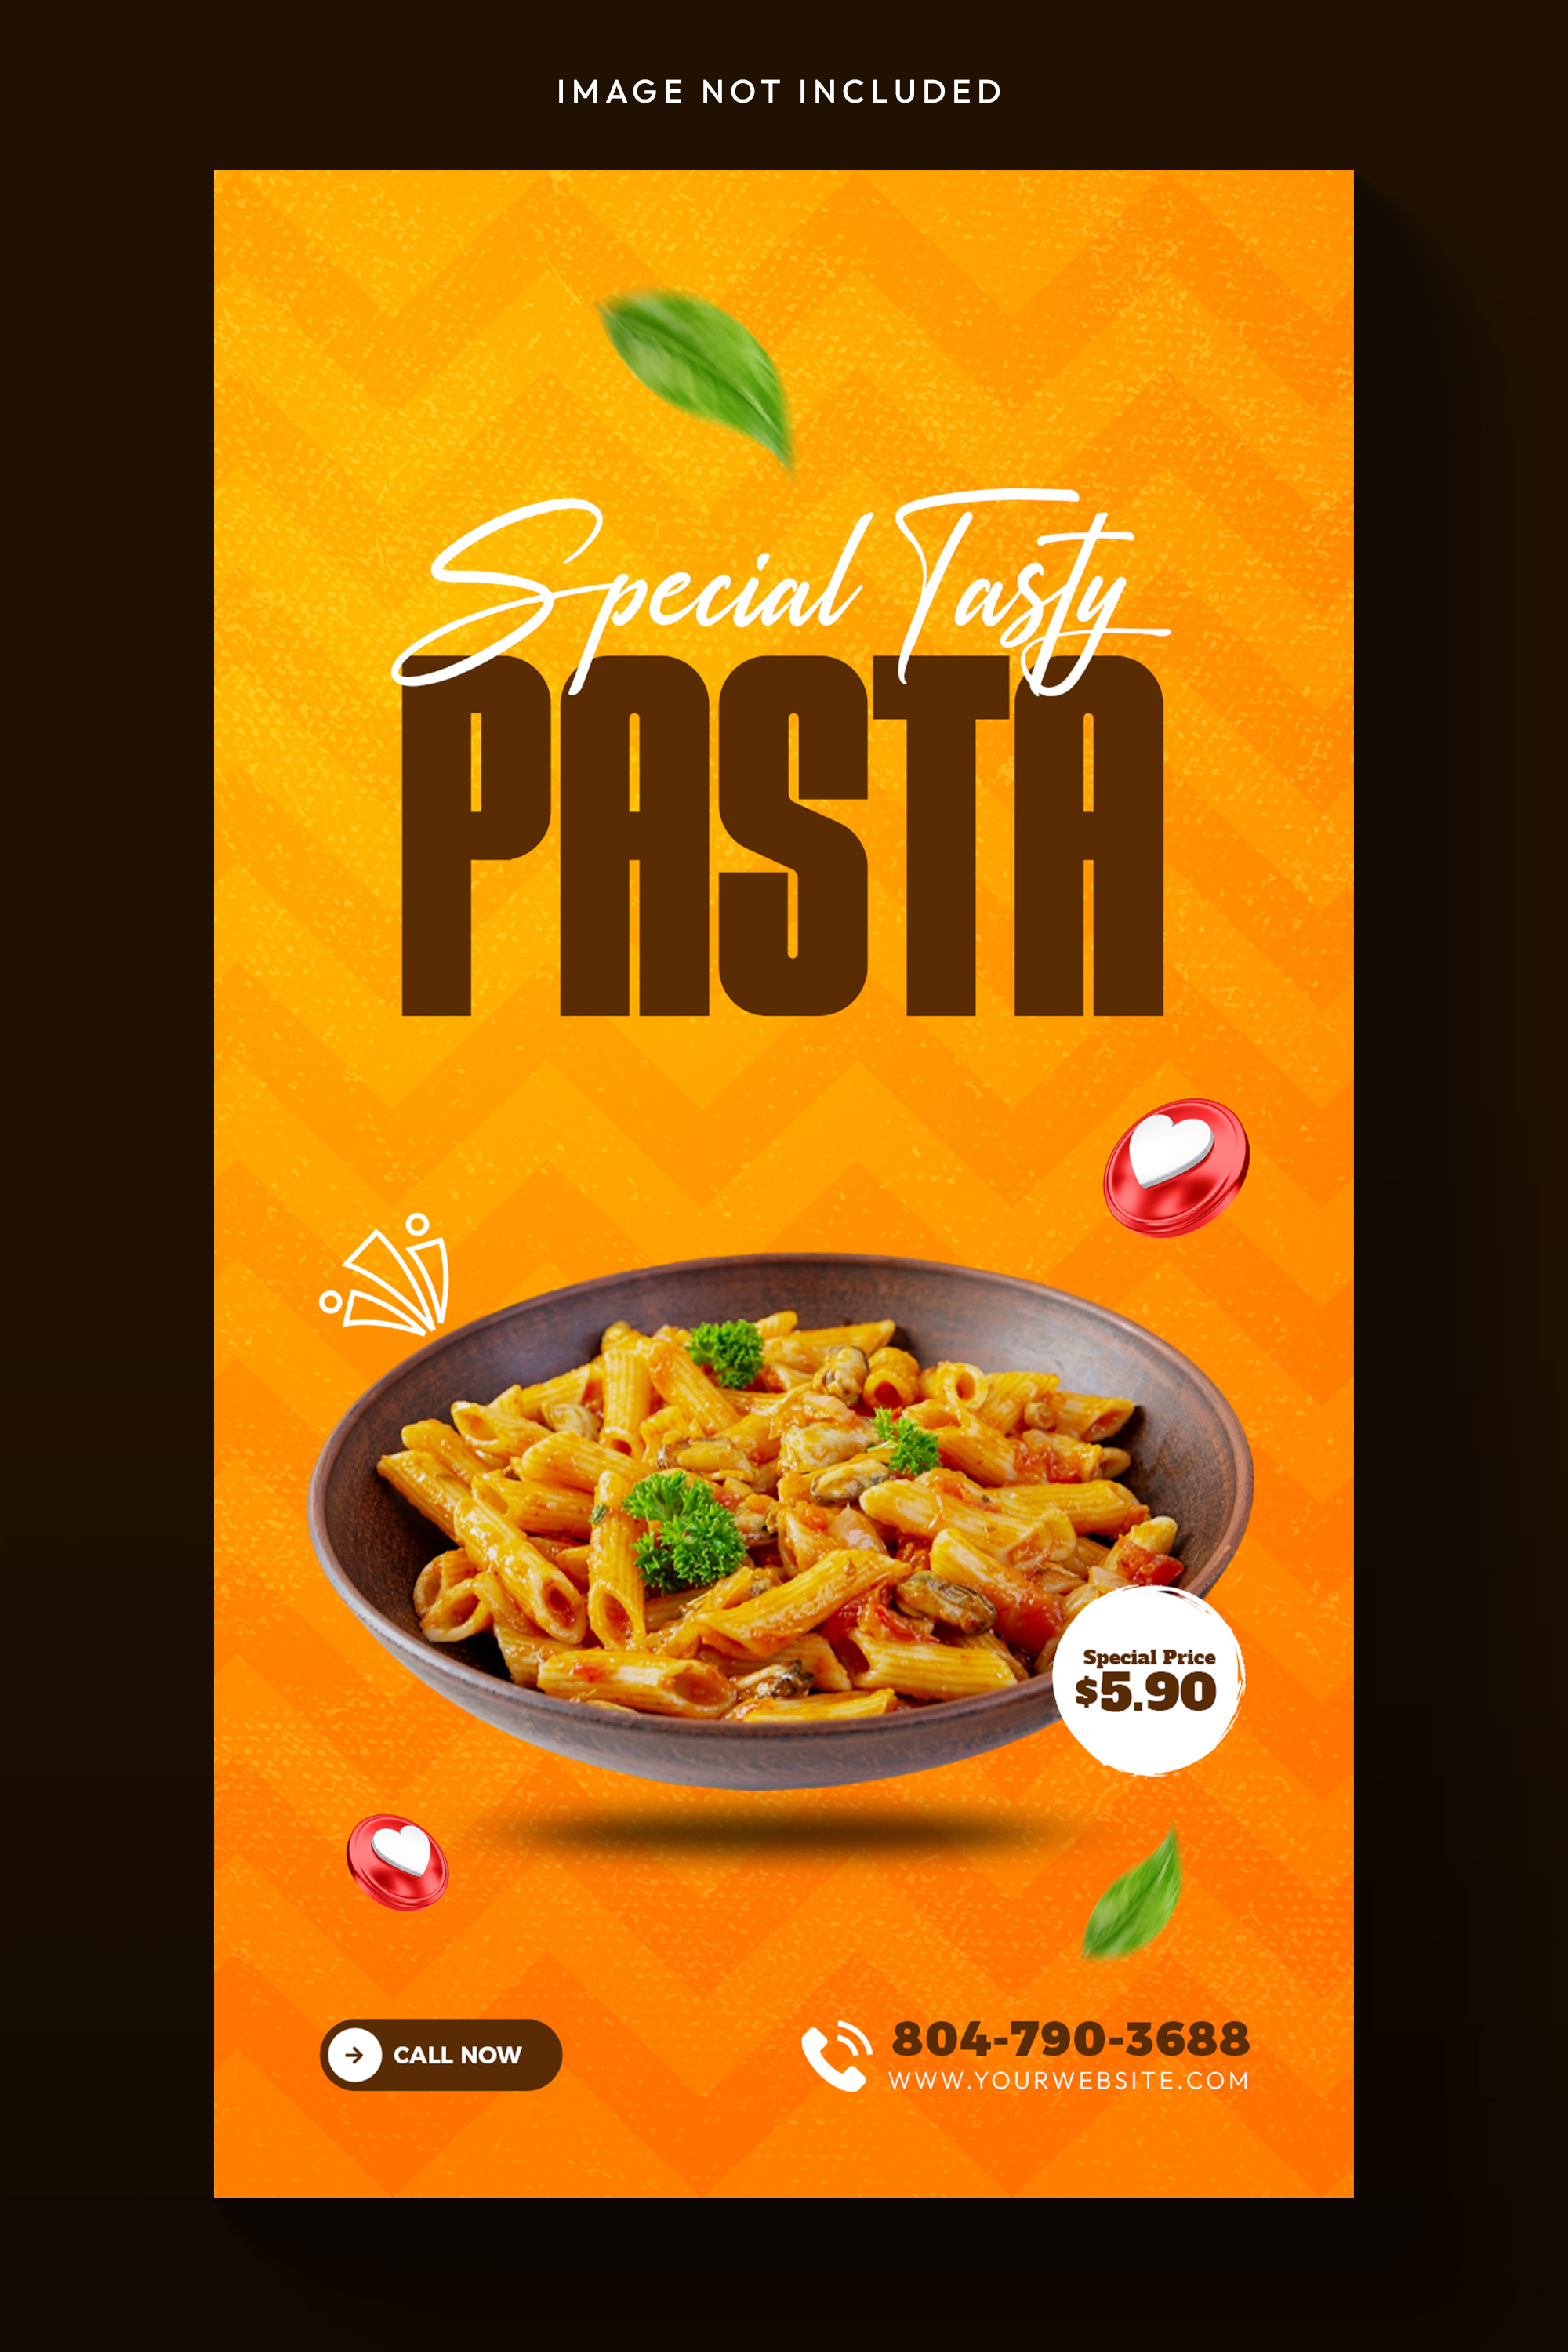 IMAGE NOT INCLUDED
Special Tasty
PASTA
Special Price
$5.90
CALL NOW
804-790-3688
WWW.YOURWEBSITE.COM